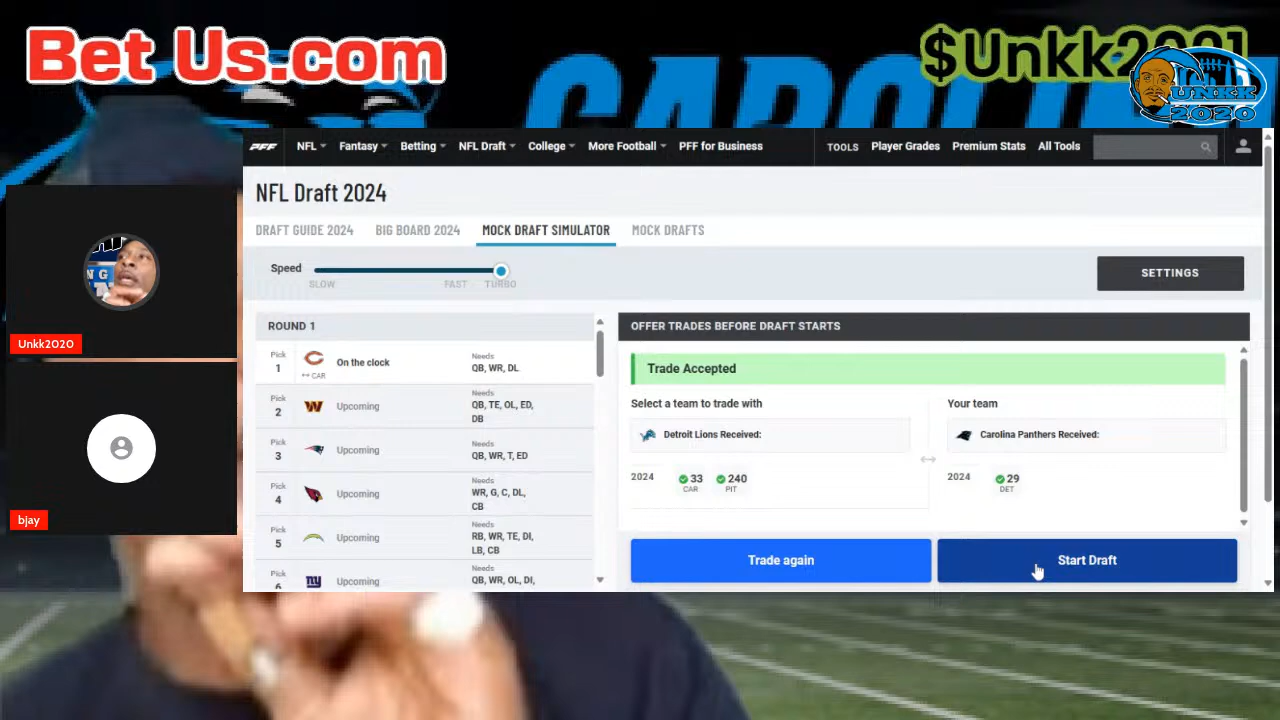 Bet Us.com
$Unkk2021
UNKK
2020
CAROLIN
PFF
NFL
Fantasy
Betting
NFL Draft
College
More Football
PFF for Business
TOOLS
Player Grades
Premium Stats
All Tools
NFL Draft 2024
DRAFT GUIDE 2024
BIG BOARD 2024
MOCK DRAFT SIMULATOR
MOCK DRAFTS
Speed
SLOW
FAST
TURBO
SETTINGS
ROUND 1
Pick
1
↔ CAR
On the clock
Needs
QB, WR, DL
Pick
2
Upcoming
Needs
QB, TE, OL, ED,
DB
Pick
3
Upcoming
Needs
QB, WR, T, ED
Pick
4
Upcoming
Needs
WR, G, C, DL,
CB
Pick
5
Upcoming
Needs
RB, WR, TE, DI,
LB, CB
Pick
6
ny
Upcoming
Needs
QB, WR, OL, DI,
OFFER TRADES BEFORE DRAFT STARTS
Trade Accepted
Select a team to trade with
Your team
Detroit Lions Received:
Carolina Panthers Received:
2024
33
CAR
240
PIT
2024
29
DET
Trade again
Start Draft
Unkk2020
bjay